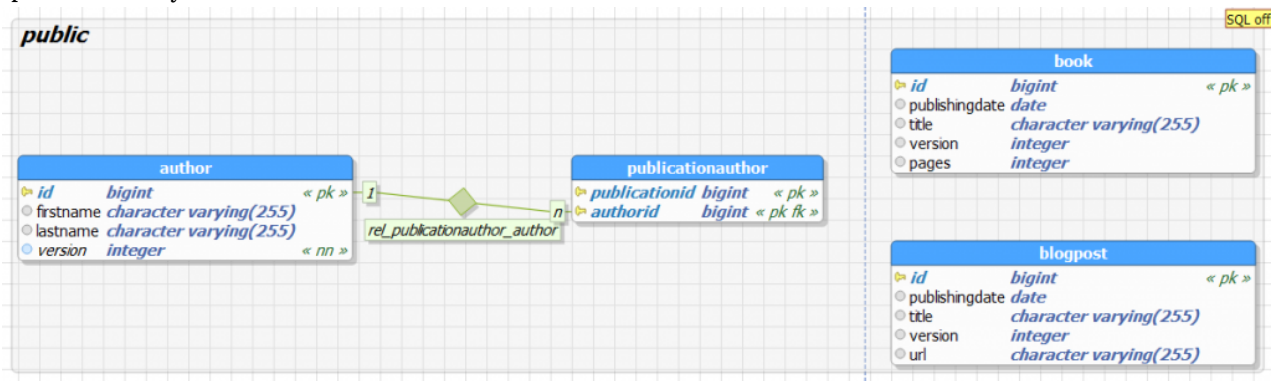 public
SQL off
author
id bigint « pk »
firstname character varying(255)
lastname character varying(255)
version integer « nn »
1
n
rel_publicationauthor_author
publicationauthor
publicationid bigint « pk »
authorid bigint « pk fk »
book
id bigint « pk »
publishingdate date
title character varying(255)
version integer
pages integer
blogpost
id bigint « pk »
publishingdate date
title character varying(255)
version integer
url character varying(255)